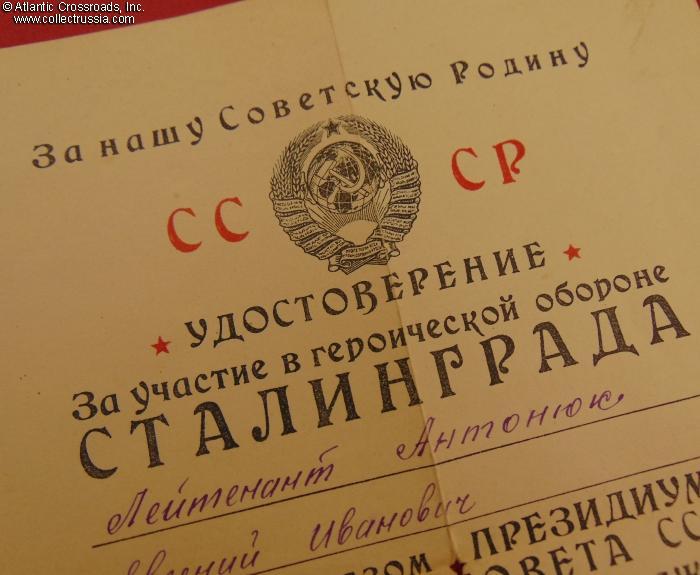 © Atlantic Crossroads, Inc.
www.collectrussia.com
За нашу Советскую Родину
СС СР
УДОСТОВЕРЕНИЕ
За участие в героической обороне
СТАЛИНГРАДА
Лейтенант Антонюк
Евгений Иванович
ПРЕЗИДИУМ